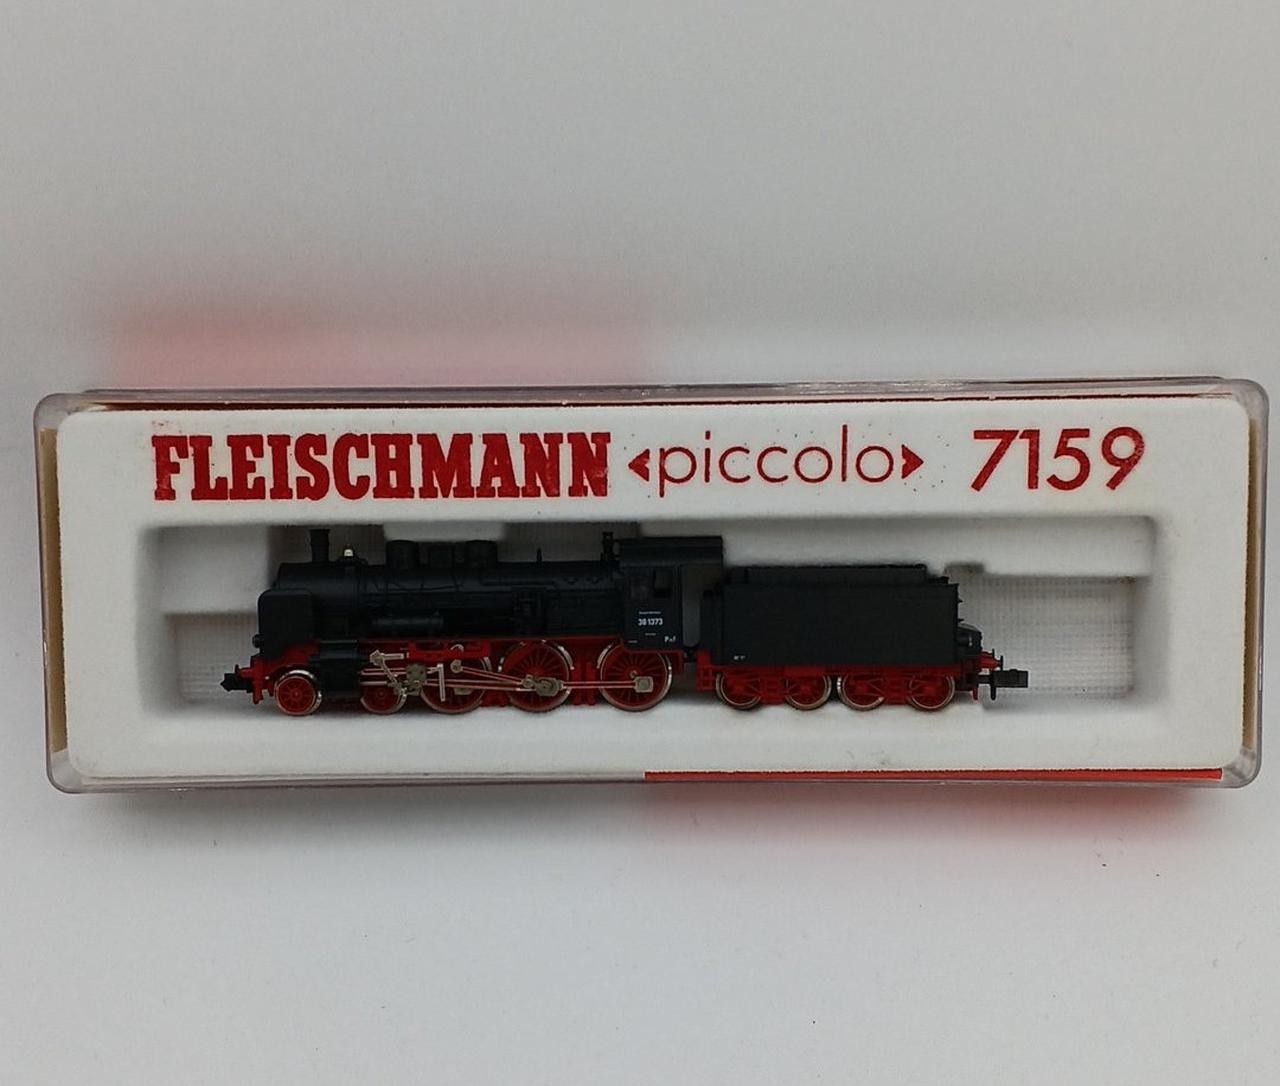 FLEISCHMANN ‹piccolo› 7159
38 1373